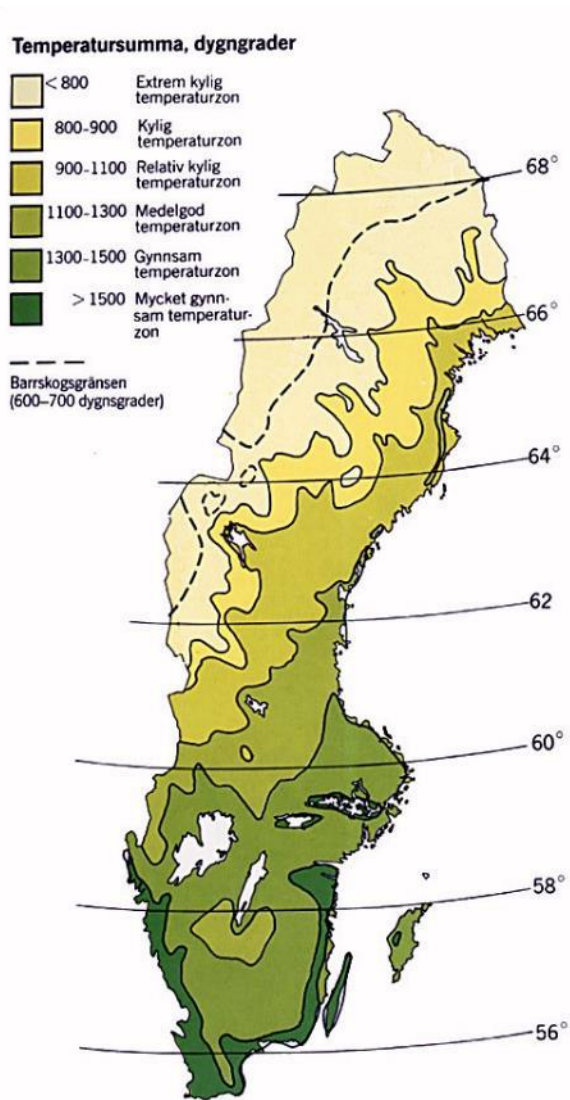 Temperatursumma, dygngrader
< 800 Extrem kylig
temperaturzon
800-900 Kylig
temperaturzon
900-1100 Relativ kylig
temperaturzon
1100-1300 Medelgod
temperaturzon
1300-1500 Gynnsam
temperaturzon
> 1500 Mycket gynn-
sam temperatur-
zon
Barrskogsgränsen
(600–700 dygnsgrader)
68°
66°
64°
62
60°
58°
56°